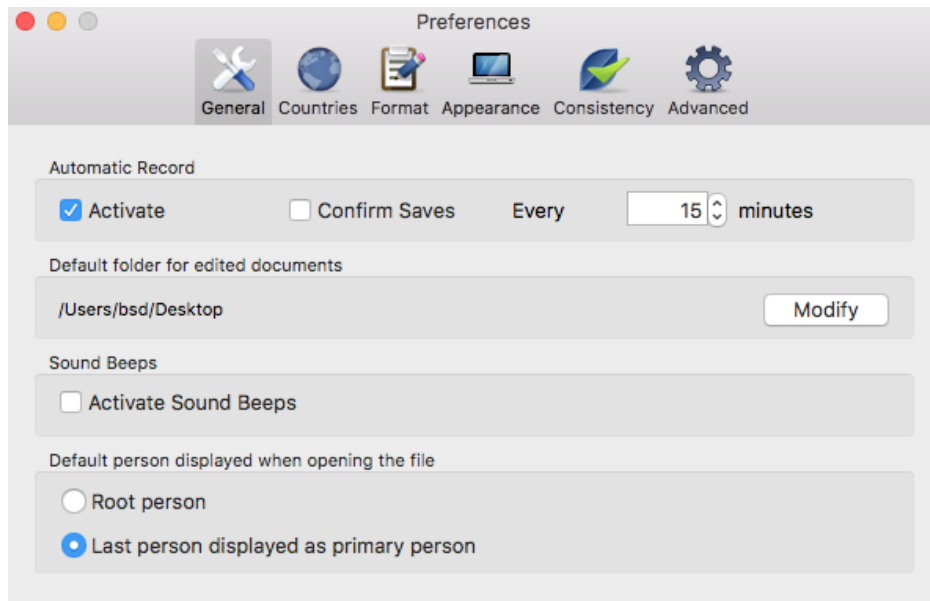 Preferences
General Countries Format Appearance Consistency Advanced
Automatic Record
Activate Confirm Saves Every 15 minutes
Default folder for edited documents
/Users/bsd/Desktop Modify
Sound Beeps
Activate Sound Beeps
Default person displayed when opening the file
Root person
Last person displayed as primary person